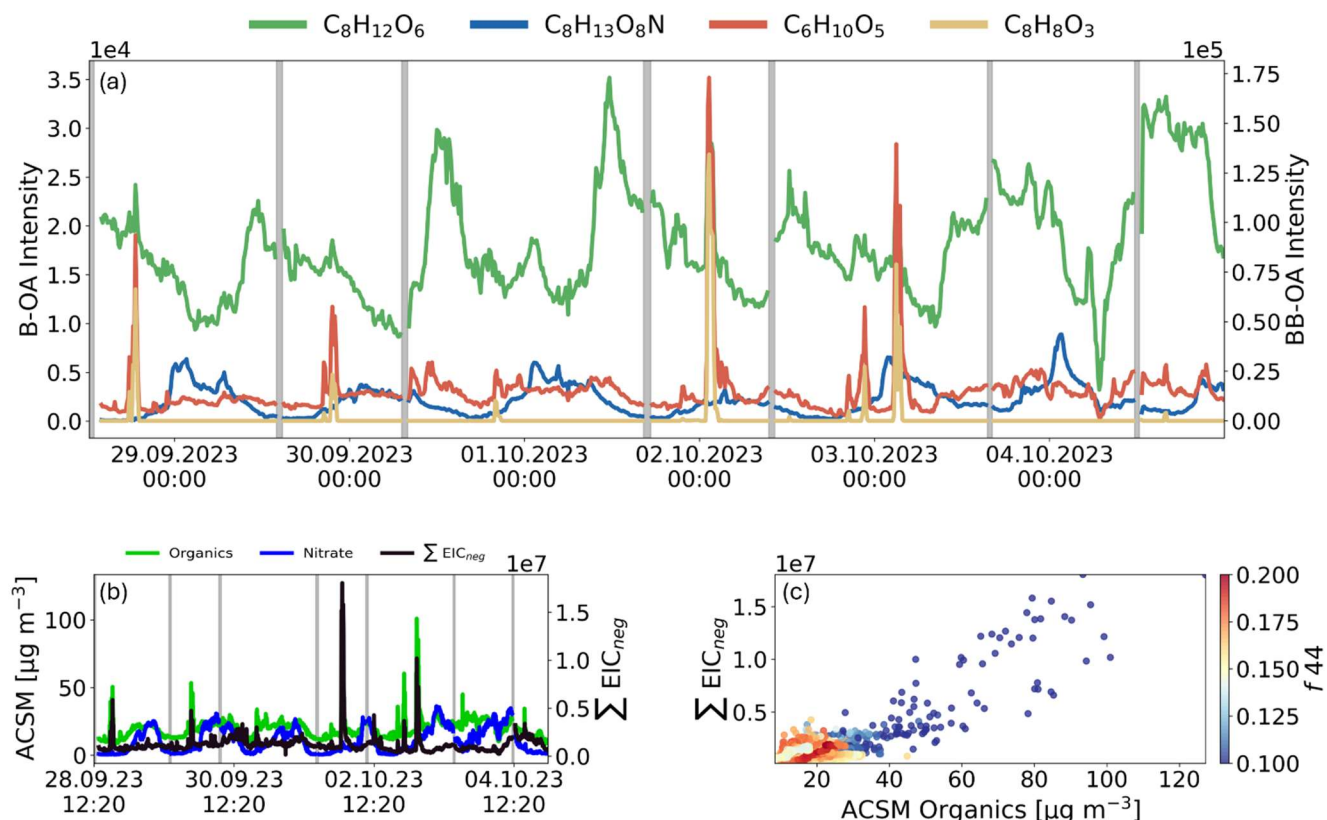 C₈H₁₂O₆ C₈H₁₃O₈N C₆H₁₀O₅ C₈H₈O₃
1e4 1e5
(a)
3.5 1.75
3.0 1.50
2.5 1.25
2.0 1.00
1.5 0.75
1.0 0.50
0.5 0.25
0.0 0.00
B-OA Intensity
BB-OA Intensity
29.09.2023 30.09.2023 01.10.2023 02.10.2023 03.10.2023 04.10.2023
00:00 00:00 00:00 00:00 00:00 00:00
Organics Nitrate ∑ EICneg
1e7
(b)
100
50
0
ACSM [µg m⁻³]
1.5
1.0
0.5
0.0
∑ EICneg
28.09.23 30.09.23 02.10.23 04.10.23
12:20 12:20 12:20 12:20
1e7
(c)
1.5
1.0
0.5
∑ EICneg
20 40 60 80 100 120
ACSM Organics [µg m⁻³]
0.200
0.175
0.150
0.125
0.100
f 44